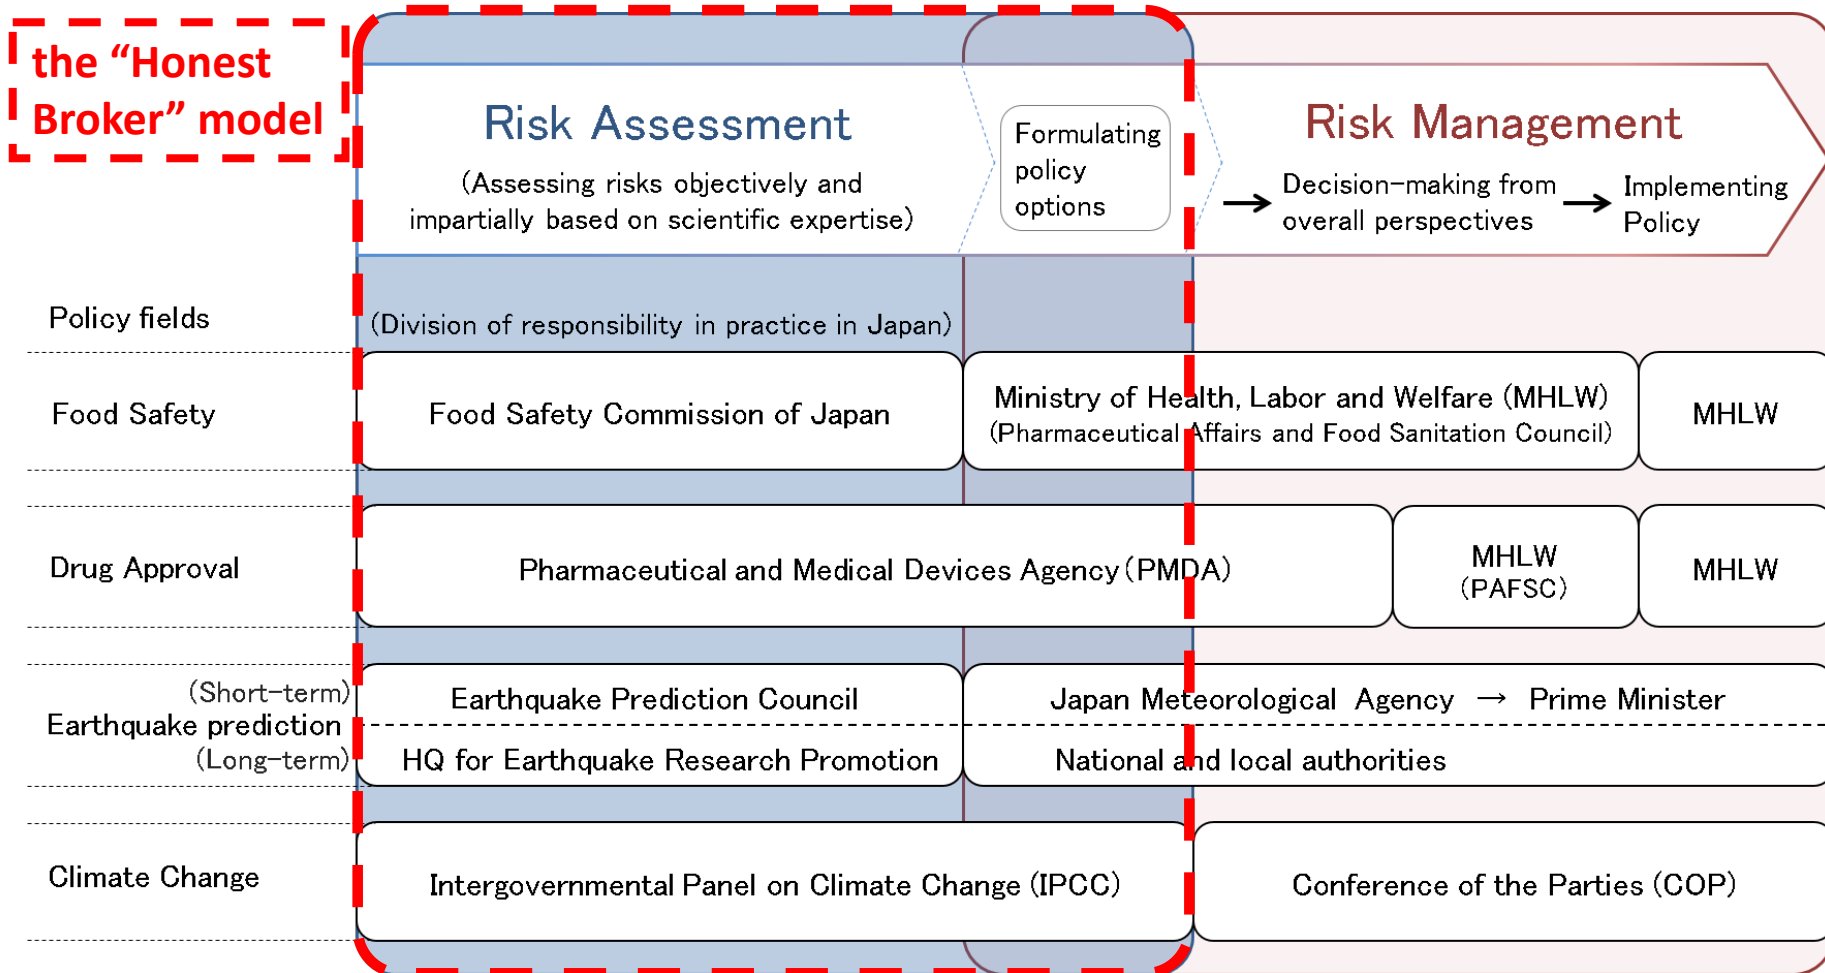 the “Honest
Broker” model
Risk Assessment
(Assessing risks objectively and
impartially based on scientific expertise)
Formulating
policy
options
Risk Management
→ Decision-making from
overall perspectives
→ Implementing
Policy
Policy fields
(Division of responsibility in practice in Japan)
Food Safety
Food Safety Commission of Japan
Ministry of Health, Labor and Welfare (MHLW)
(Pharmaceutical Affairs and Food Sanitation Council)
MHLW
Drug Approval
Pharmaceutical and Medical Devices Agency (PMDA)
MHLW
(PAFSC)
MHLW
(Short-term)
Earthquake prediction
(Long-term)
Earthquake Prediction Council
Japan Meteorological Agency → Prime Minister
HQ for Earthquake Research Promotion
National and local authorities
Climate Change
Intergovernmental Panel on Climate Change (IPCC)
Conference of the Parties (COP)